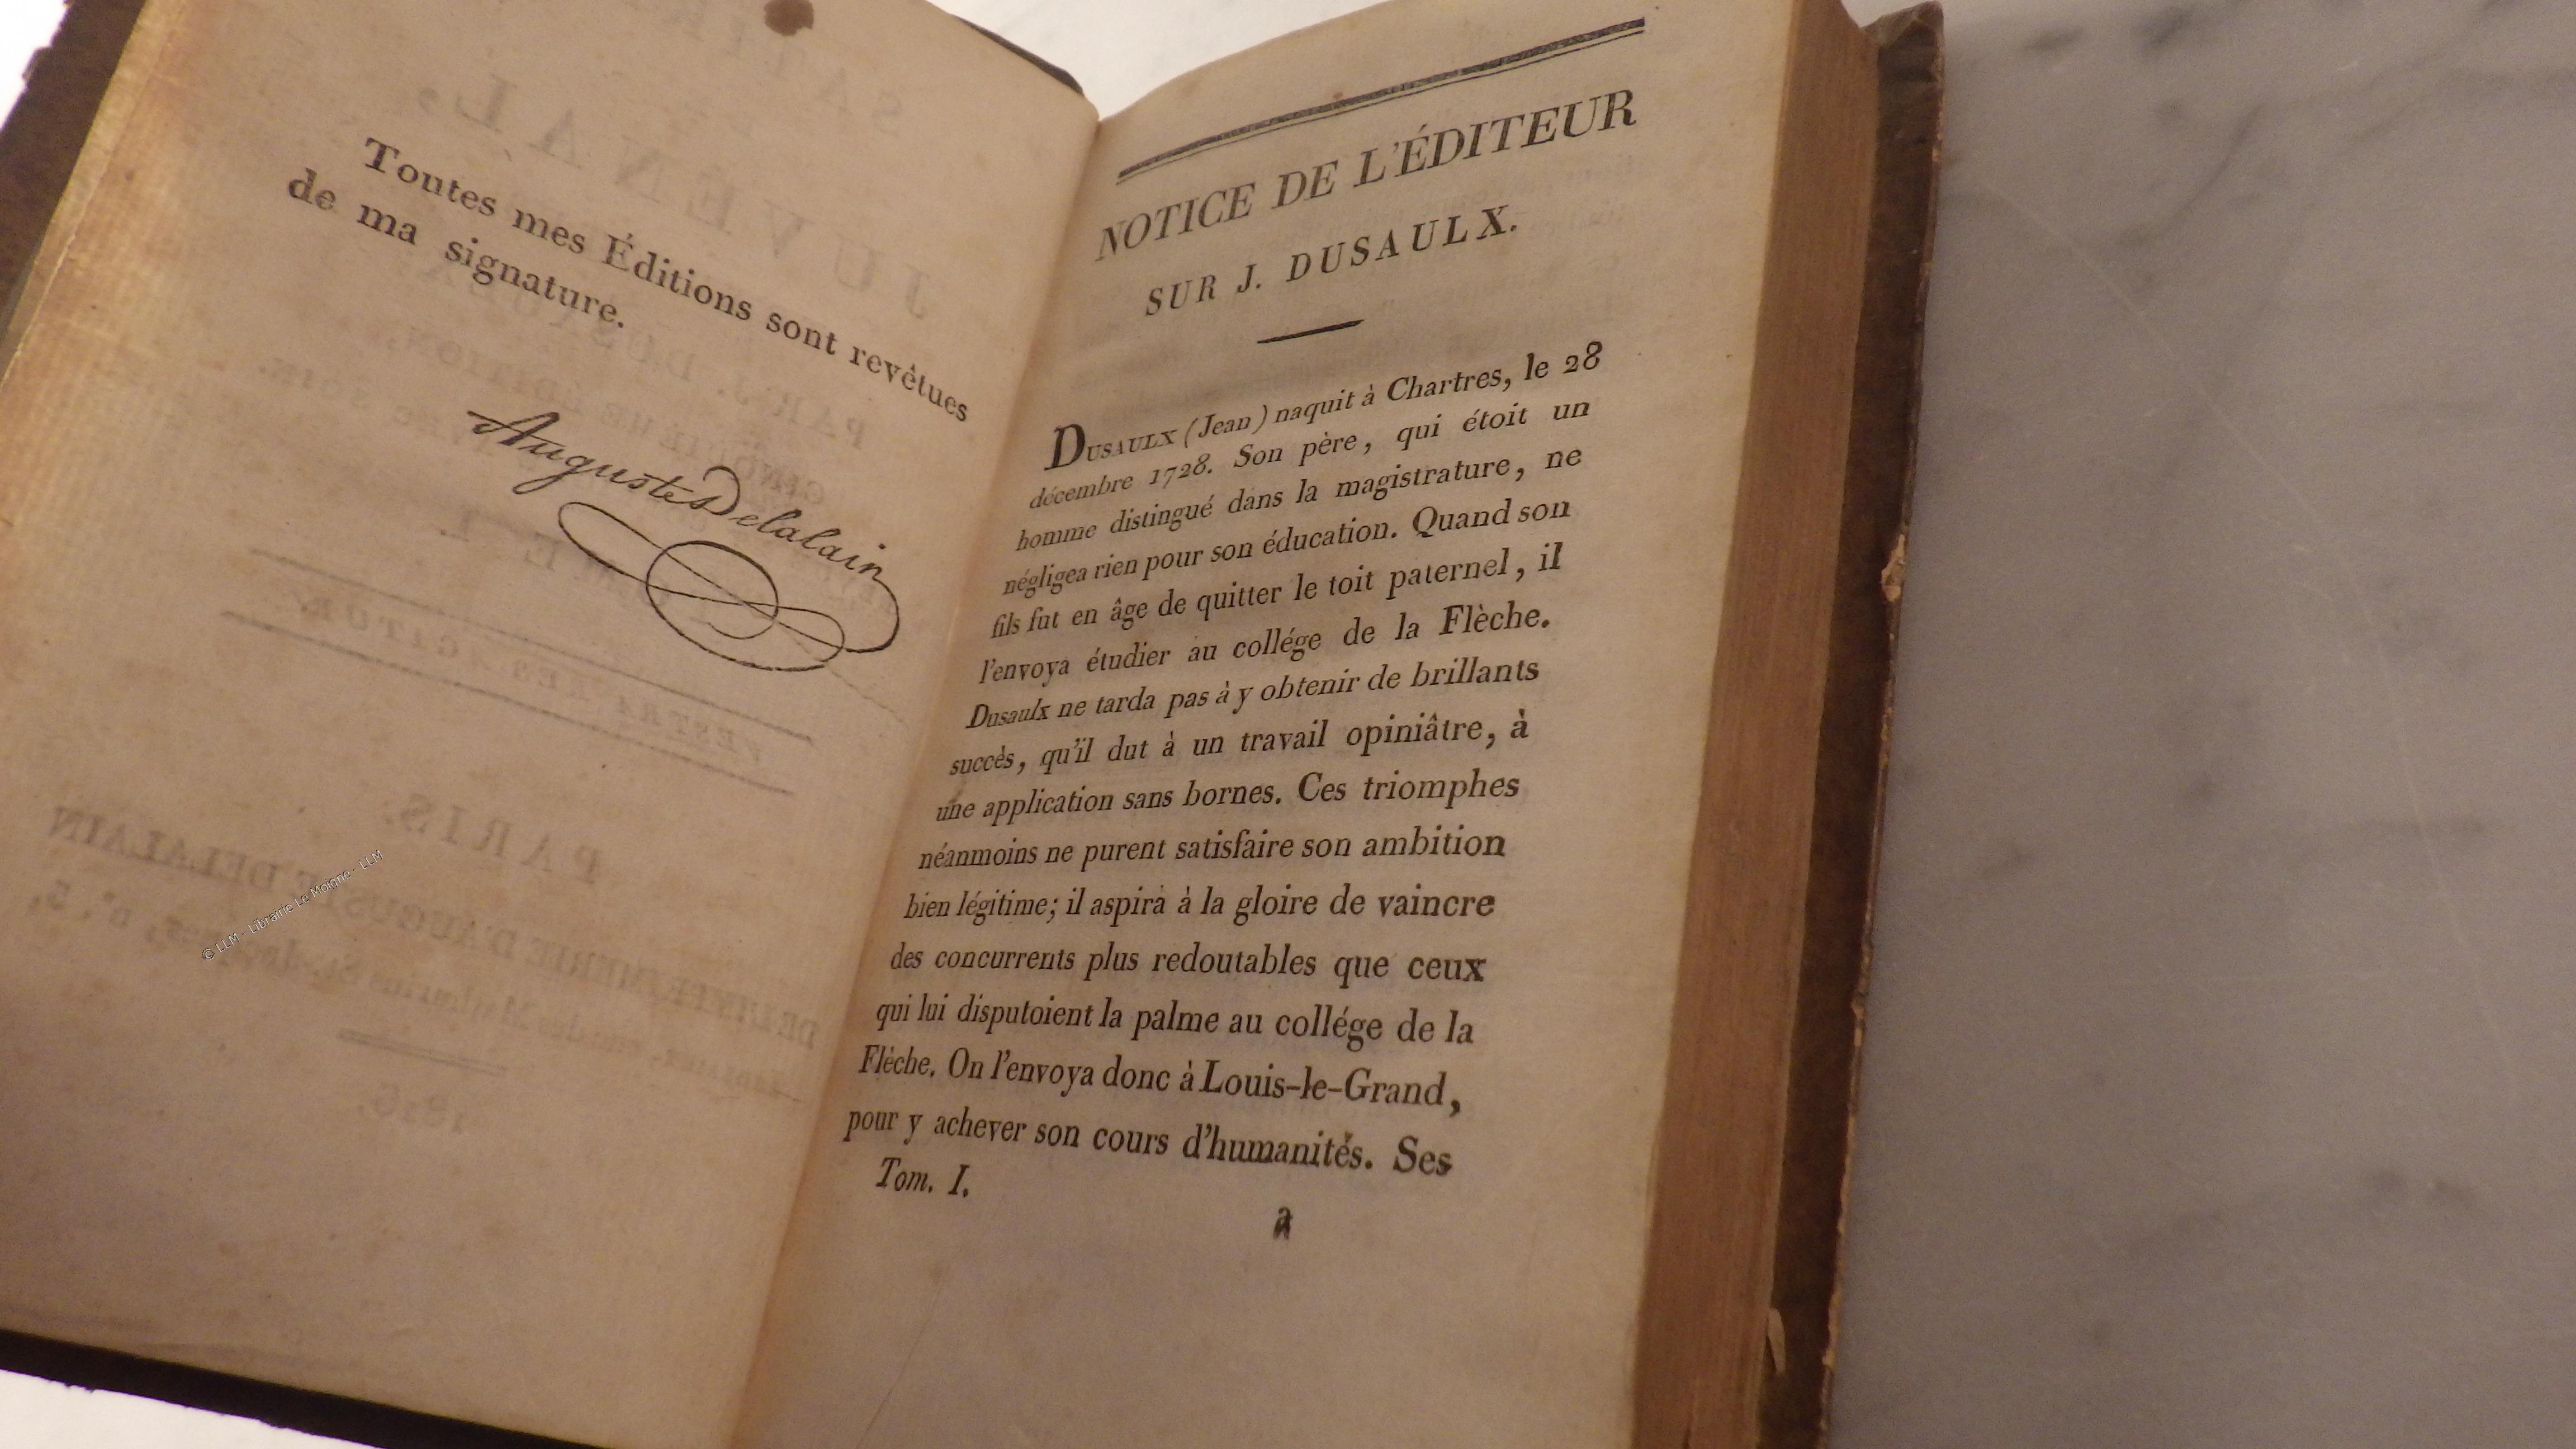 Toutes mes Éditions sont revêtues
de ma signature.
Auguste Delalain
© LLM - Librairie Le Moigne - LLM
NOTICE DE L'ÉDITEUR
SUR J. DUSAULX.
DUSAULX (Jean) naquit à Chartres, le 28
décembre 1728. Son père, qui étoit un
homme distingué dans la magistrature, ne
négligea rien pour son éducation. Quand son
fils fut en âge de quitter le toit paternel, il
l'envoya étudier au collége de la Flèche.
Dusaulx ne tarda pas à y obtenir de brillants
succès, qu'il dut à un travail opiniâtre, à
une application sans bornes. Ces triomphes
néanmoins ne purent satisfaire son ambition
bien légitime; il aspira à la gloire de vaincre
des concurrents plus redoutables que ceux
qui lui disputoient la palme au collége de la
Flèche. On l'envoya donc à Louis-le-Grand,
pour y achever son cours d'humanités. Ses
Tom. I.
a